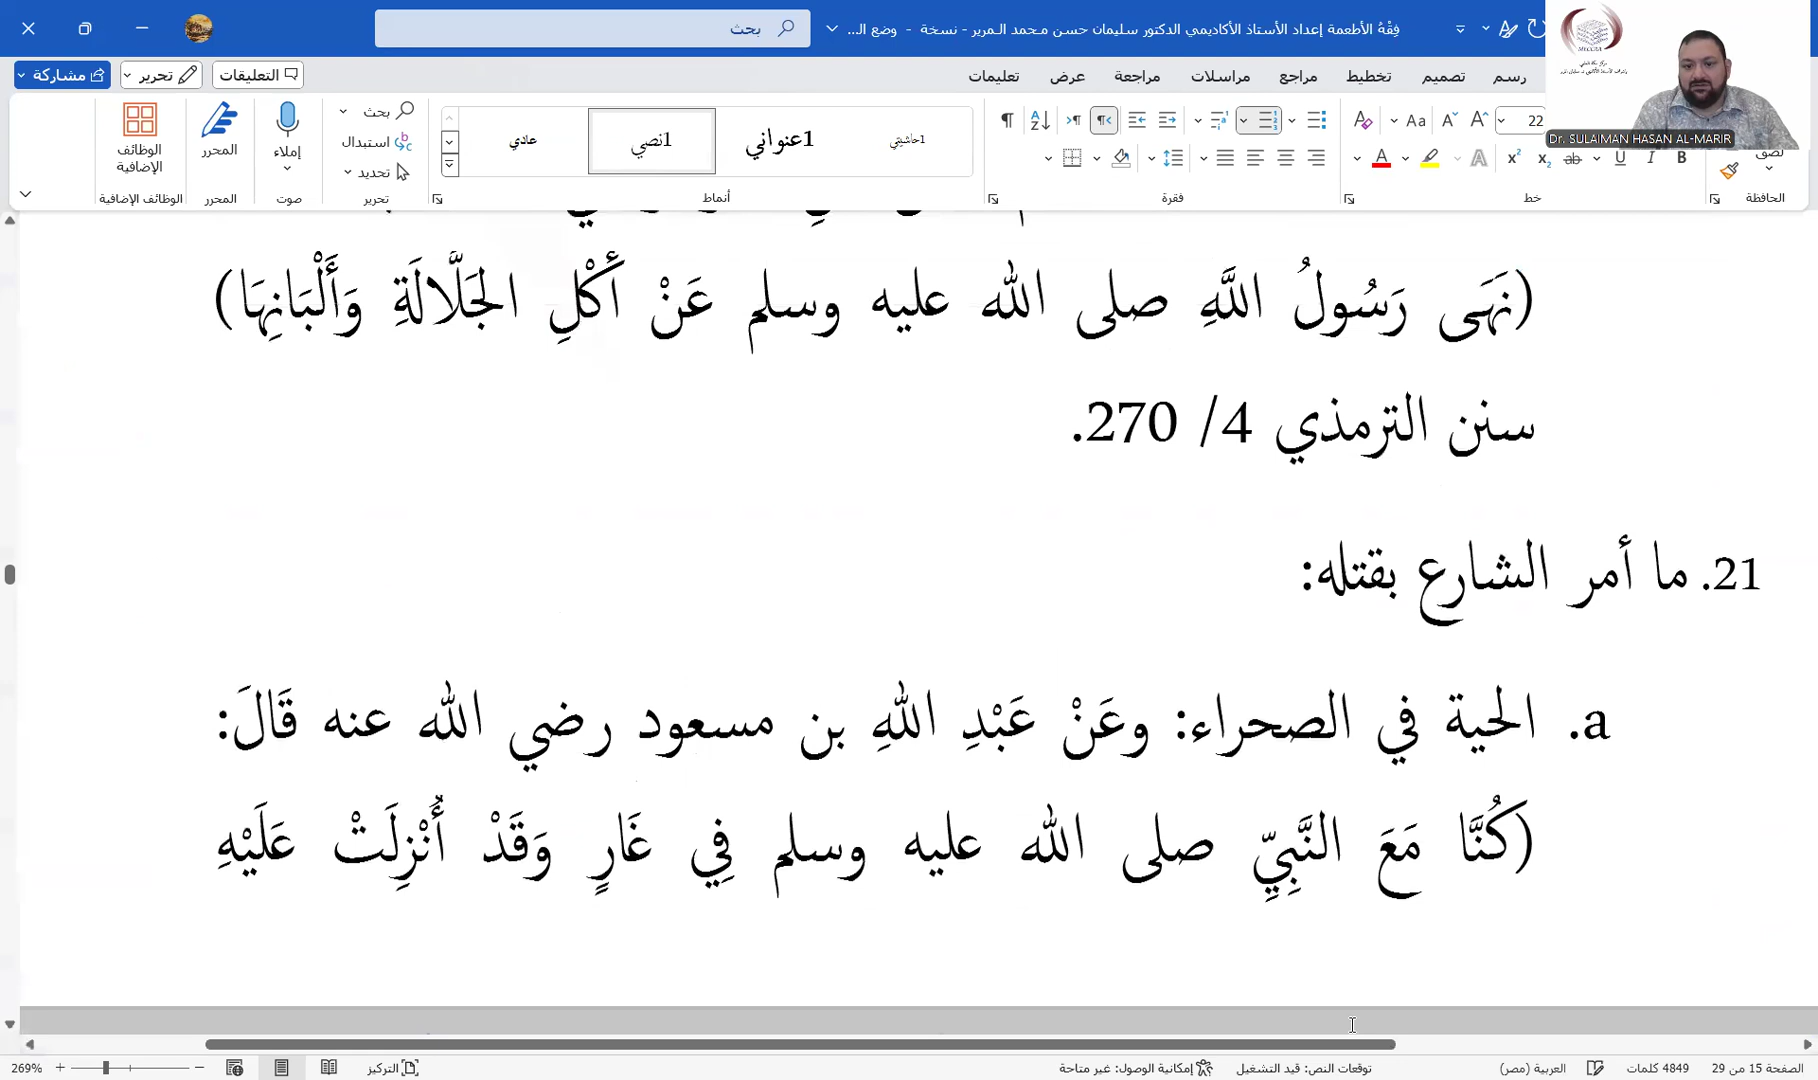 فِقْهُ الأطعمة إعداد الأستاذ الأكاديمي الدكتور سليمان حسن محمد المرير - نسخة - وضع الـ...
بحث
رسم تصميم تخطيط مراجع مراسلات مراجعة عرض تعليمات
التعليقات تحرير مشاركة
Dr. SULAIMAN HASAN AL-MARIR
22
لصق
الحافظة خط فقرة أنماط تحرير صوت المحرر الوظائف الإضافية
1حاشيتي 1عنواني 1نصي عادي
بحث
استبدال
تحديد
إملاء
المحرر
الوظائف الإضافية
(نَهَى رَسُولُ اللَّهِ صلى الله عليه وسلم عَنْ أَكْلِ الجَلَّالَةِ وَأَلْبَانِهَا)
سنن الترمذي 4/ 270.
21. ما أمر الشارع بقتله:
a. الحية في الصحراء: وعَنْ عَبْدِ اللهِ بن مسعود رضي الله عنه قَالَ:
(كُنَّا مَعَ النَّبِيِّ صلى الله عليه وسلم فِي غَارٍ وَقَدْ أُنْزِلَتْ عَلَيْهِ
الصفحة 15 من 29 4849 كلمات العربية (مصر) توقعات النص: قيد التشغيل إمكانية الوصول: غير متاحة التركيز 269%